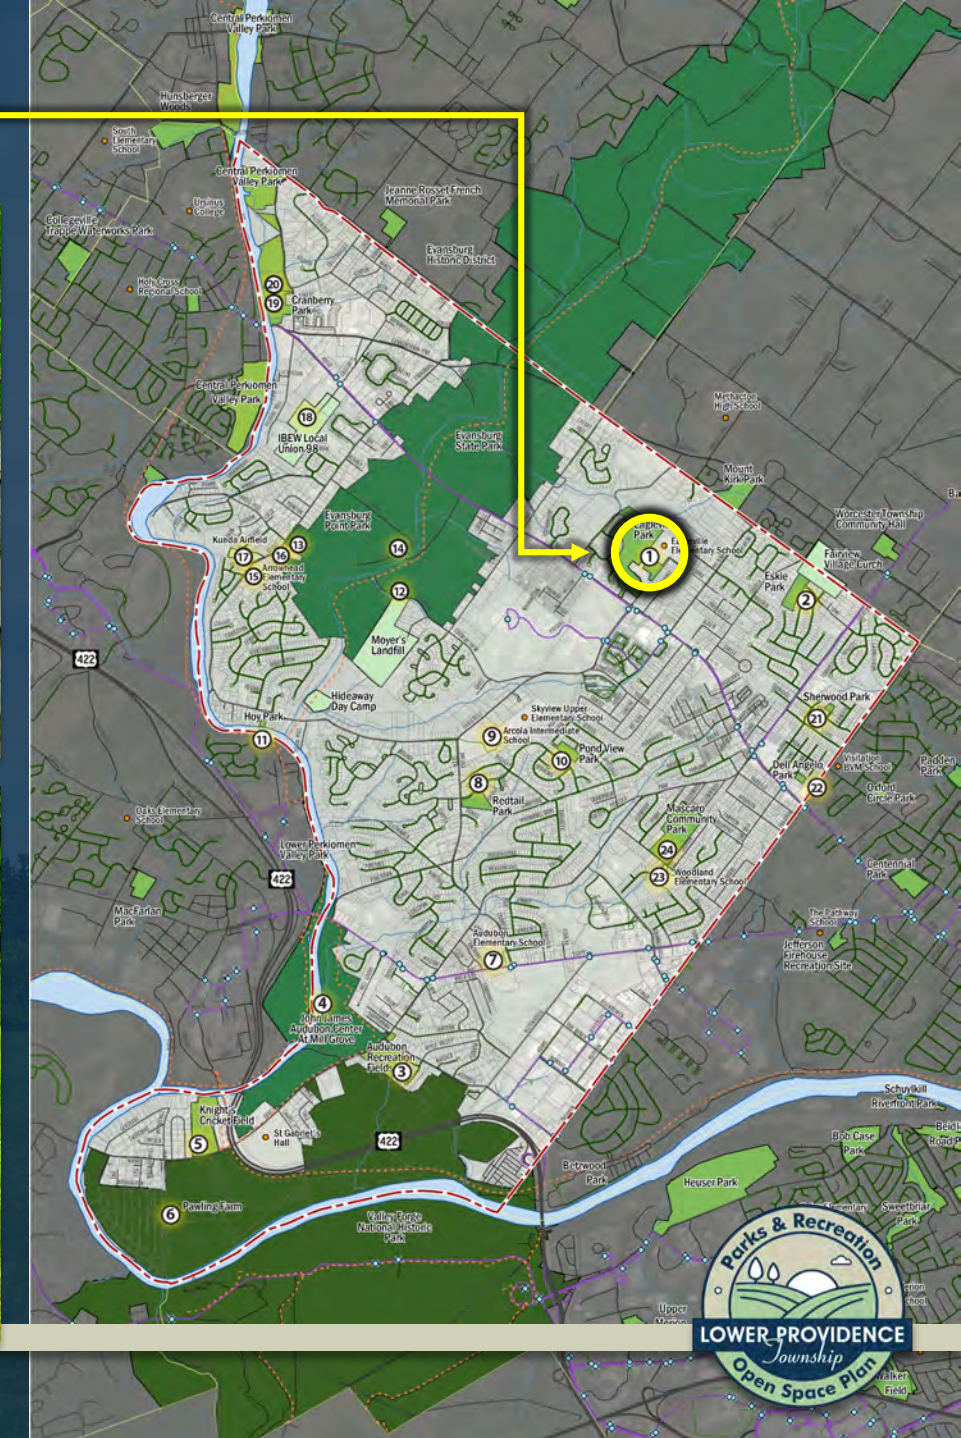 Central Perkiomen
Valley Park
Hunsberger
Woods
South
Elementary
School
Central Perkiomen
Valley Park
Jeanne Rosset French
Memorial Park
Ursinus
College
Collegeville
Trappe Waterworks Park
Evansburg
Historic District
Holy Cross
Regional School
20
19
Cranberry
Park
Central Perkiomen
Valley Park
Methacton
High School
18
IBEW Local
Union 98
Evansburg
State Park
Mount
Kirk Park
Evansburg
Point Park
Worcester Township
Community Hall
Kunda Airfield
13
14
17
16
15
Arrowhead
Elementary
School
Park
1
Elementary School
Fairview
Village Curch
Eskie
Park
2
12
Moyer's
Landfill
422
Hideaway
Day Camp
Sherwood Park
21
Hoy Park
11
Skyview Upper
Elementary School
9
Arcola Intermediate
School
10
Pond View
Park
Visitation
BVM School
Padden
Park
Dell Angelo
Park
22
Oxford
Circle Park
8
Redtail
Park
Mascaro
Community
Park
24
Oaks Elementary
School
Lower Perkiomen
Valley Park
422
23
Woodland
Elementary School
Centennial
Park
MacFarlan
Park
The Pathway
School
Audubon
Elementary School
7
Jefferson
Firehouse
Recreation Site
4
John James
Audubon Center
At Mill Grove
Audubon
Recreation
Field
3
Schuylkill
Riverfront Park
Knight's
Cricket Field
5
St Gabriel's
Hall
422
Bob Case
Park
Betzwood
Park
Heuser Park
6
Pawling Farm
Valley Forge
National Historic
Park
Sweetbriar
Park
Upper
Parks & Recreation
LOWER PROVIDENCE
Township
Open Space Plan
Walker
Field